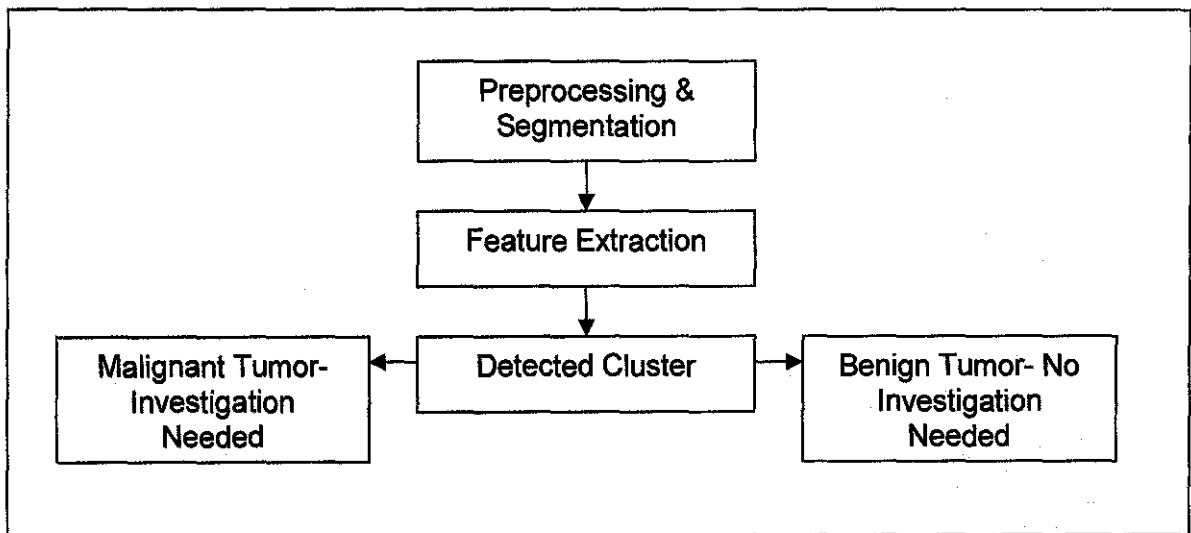 Preprocessing &
Segmentation
Feature Extraction
Detected Cluster
Malignant Tumor-
Investigation
Needed
Benign Tumor- No
Investigation
Needed